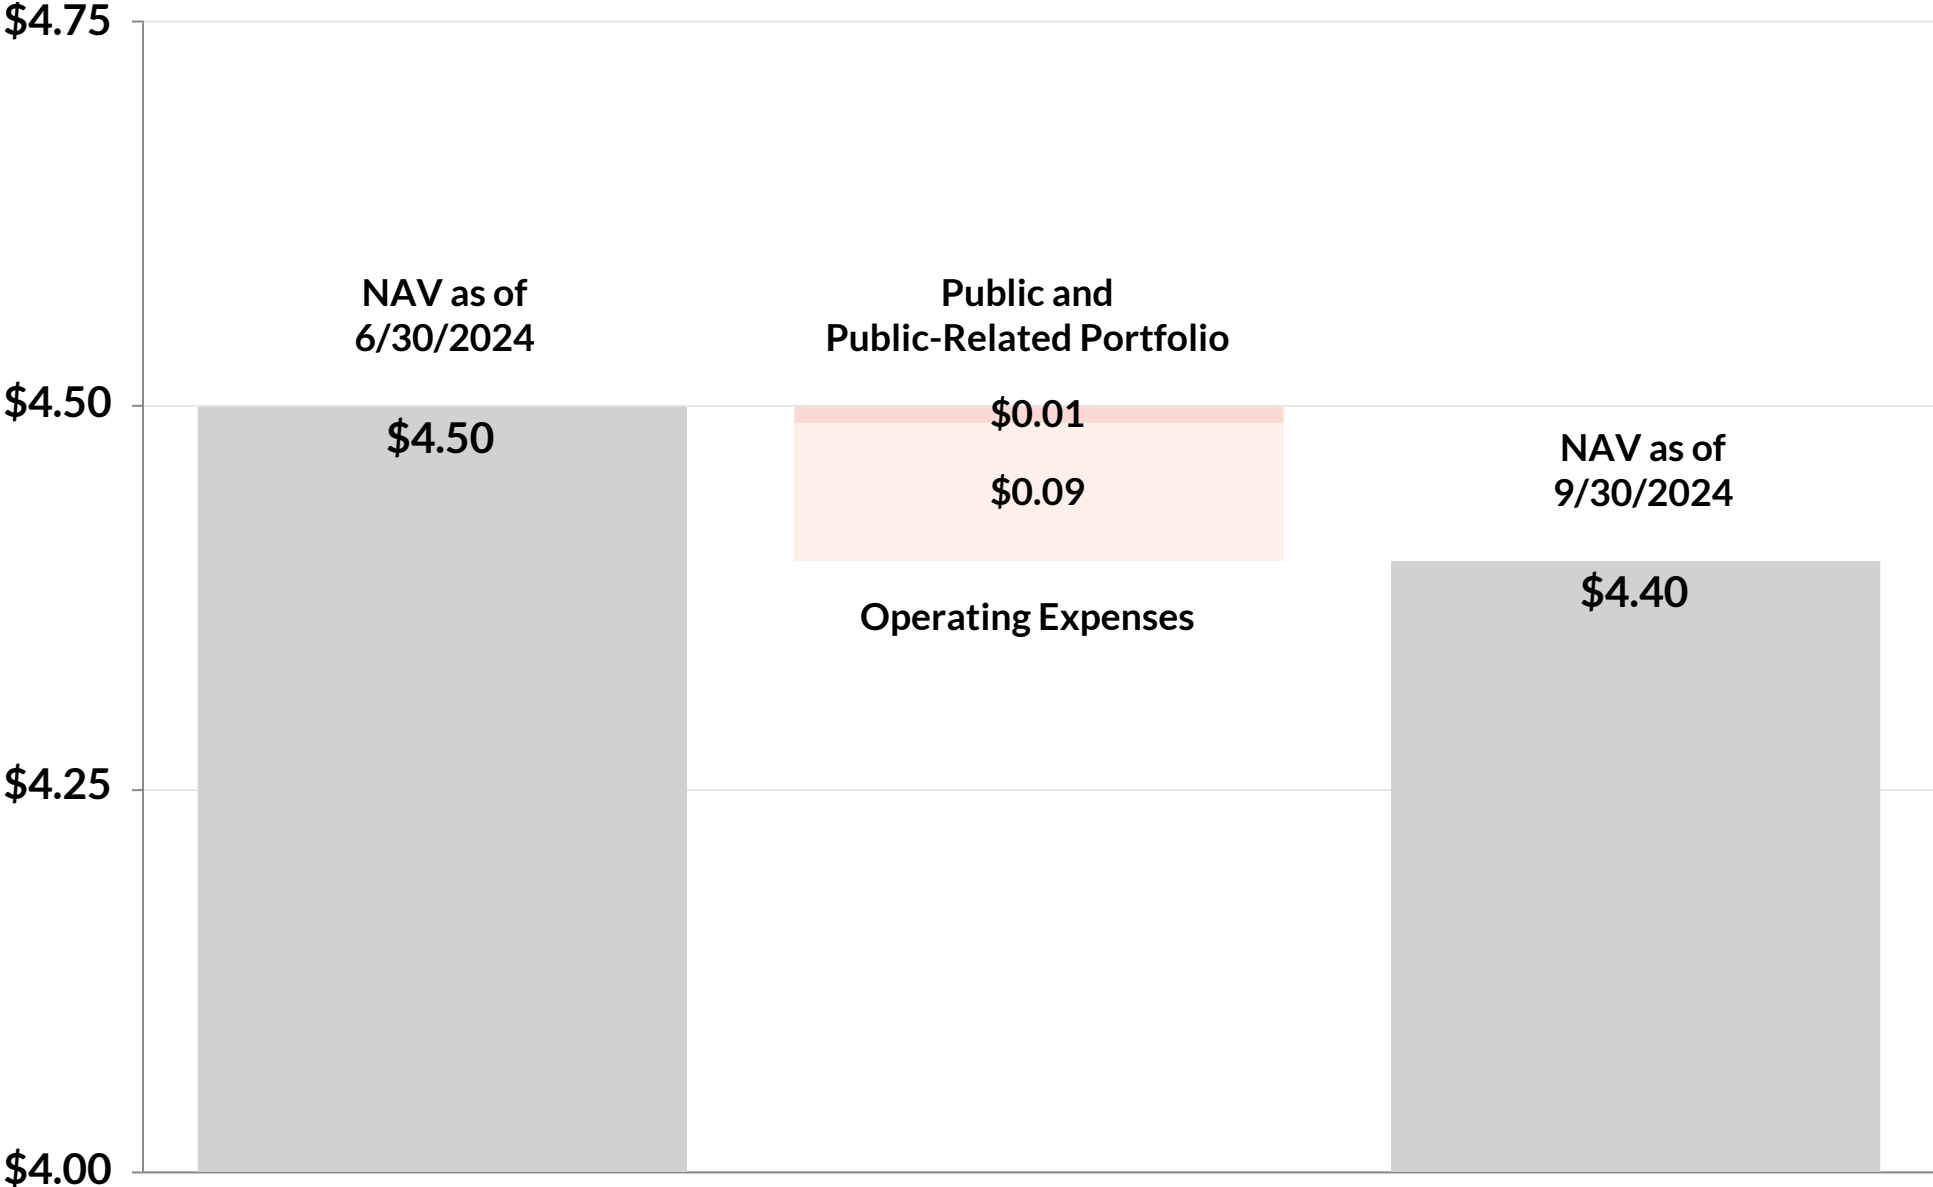 $4.75
NAV as of
6/30/2024
Public and
Public-Related Portfolio
$4.50
$4.50
$0.01
$0.09
NAV as of
9/30/2024
$4.40
Operating Expenses
$4.25
$4.00